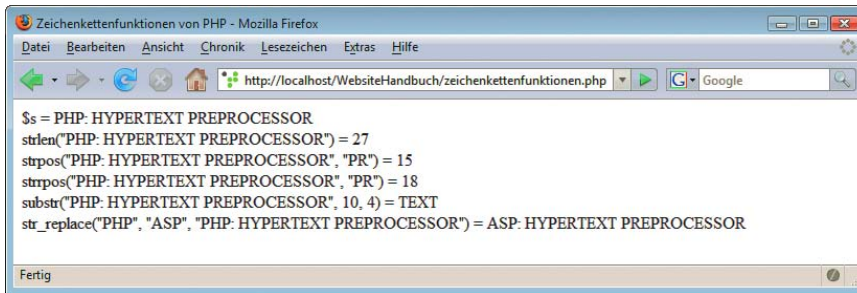 Zeichenkettenfunktionen von PHP - Mozilla Firefox
Datei Bearbeiten Ansicht Chronik Lesezeichen Extras Hilfe
http://localhost/WebsiteHandbuch/zeichenkettenfunktionen.php G Google
$s = PHP: HYPERTEXT PREPROCESSOR
strlen("PHP: HYPERTEXT PREPROCESSOR") = 27
strpos("PHP: HYPERTEXT PREPROCESSOR", "PR") = 15
strrpos("PHP: HYPERTEXT PREPROCESSOR", "PR") = 18
substr("PHP: HYPERTEXT PREPROCESSOR", 10, 4) = TEXT
str_replace("PHP", "ASP", "PHP: HYPERTEXT PREPROCESSOR") = ASP: HYPERTEXT PREPROCESSOR
Fertig